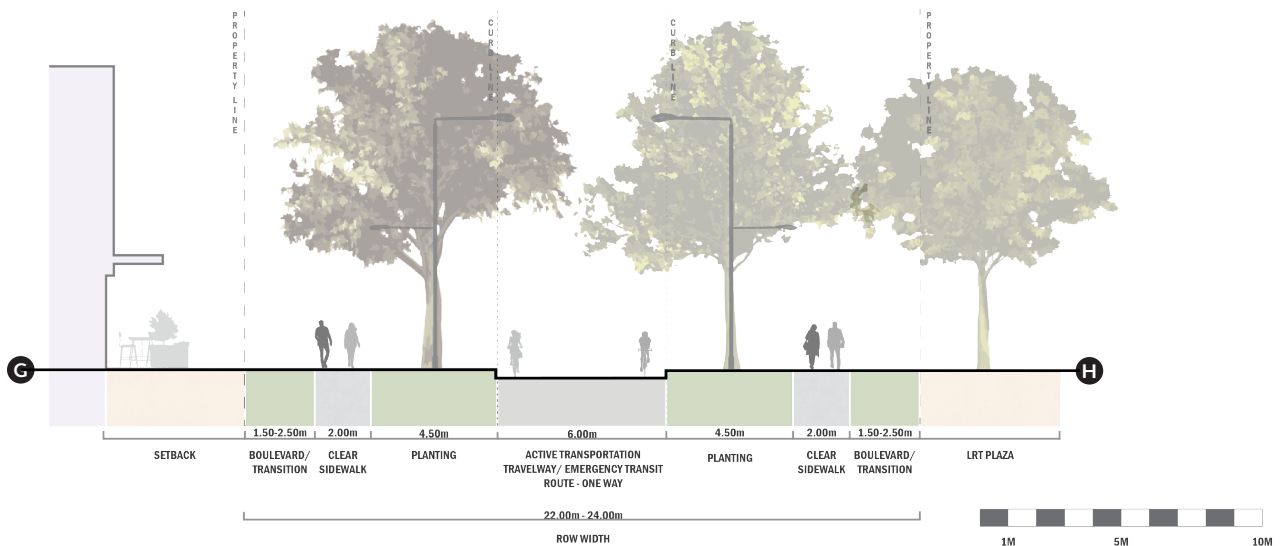 PROPERTY LINE
CURB LINE
CURB LINE
PROPERTY LINE
G
H
1.50-2.50m
2.00m
4.50m
6.00m
4.50m
2.00m
1.50-2.50m
SETBACK
BOULEVARD/
TRANSITION
CLEAR
SIDEWALK
PLANTING
ACTIVE TRANSPORTATION
TRAVELWAY/ EMERGENCY TRANSIT
ROUTE - ONE WAY
PLANTING
CLEAR
SIDEWALK
BOULEVARD/
TRANSITION
LRT PLAZA
22.00m - 24.00m
ROW WIDTH
1M
5M
10M